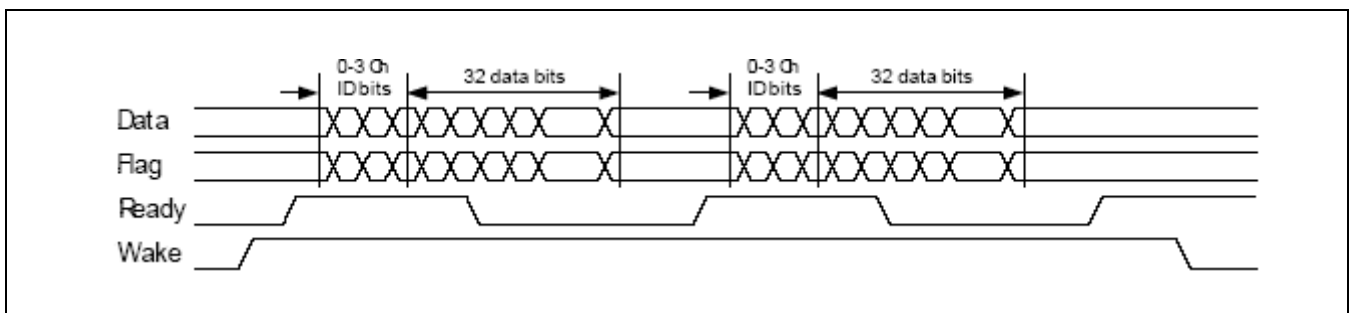 0-3 Ch
ID bits
32 data bits
0-3 Ch
ID bits
32 data bits
Data
Flag
Ready
Wake